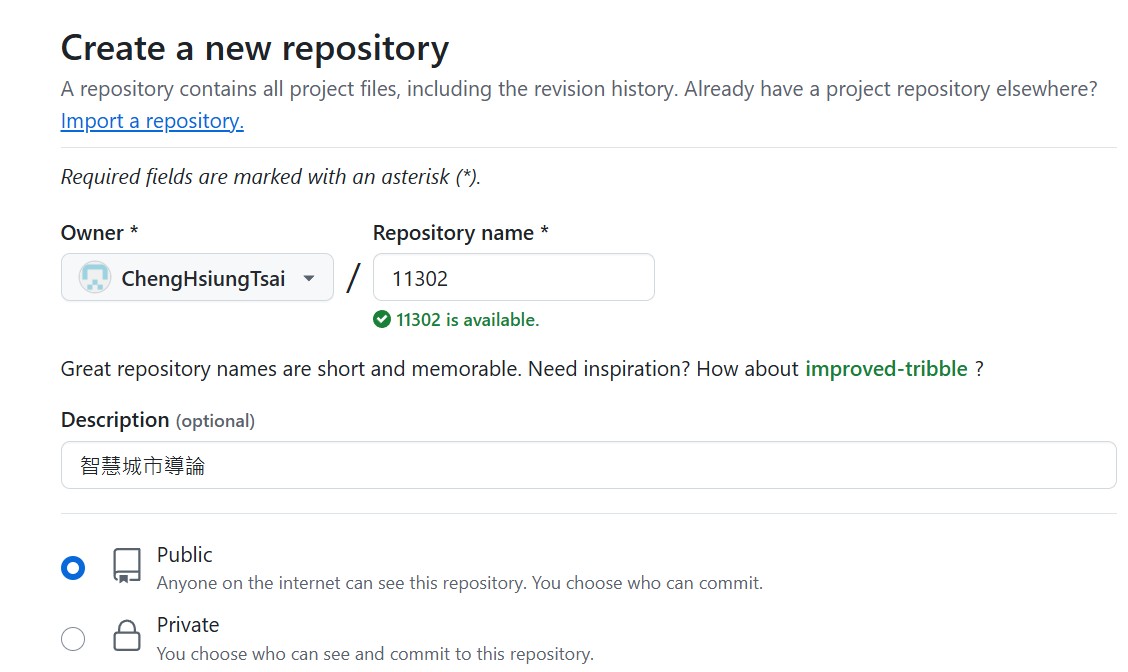 Create a new repository
A repository contains all project files, including the revision history. Already have a project repository elsewhere?
Import a repository.
Required fields are marked with an asterisk (*).
Owner *
Repository name *
ChengHsiungTsai
/
11302
11302 is available.
Great repository names are short and memorable. Need inspiration? How about improved-tribble ?
Description (optional)
智慧城市導論
Public
Anyone on the internet can see this repository. You choose who can commit.
Private
You choose who can see and commit to this repository.